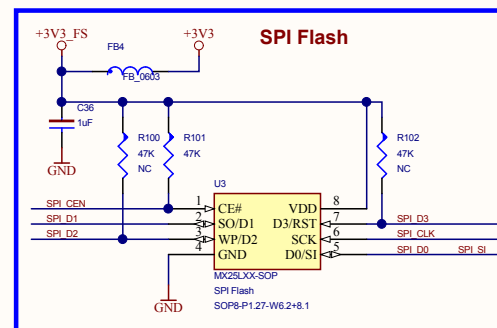 SPI Flash
+3V3_FS
FB4
+3V3
FB_0603
C36
1uF
GND
R100
47K
NC
R101
47K
R102
47K
NC
U3
SPI_CEN
1
CE#
VDD
8
SPI_D1
2
SO/D1
D3/RST
7
SPI_D3
SPI_D2
3
WP/D2
SCK
6
SPI_CLK
4
GND
D0/SI
5
SPI_D0
SPI_SI
MX25LXX-SOP
SPI Flash
SOP8-P1.27-W6.2+8.1
GND